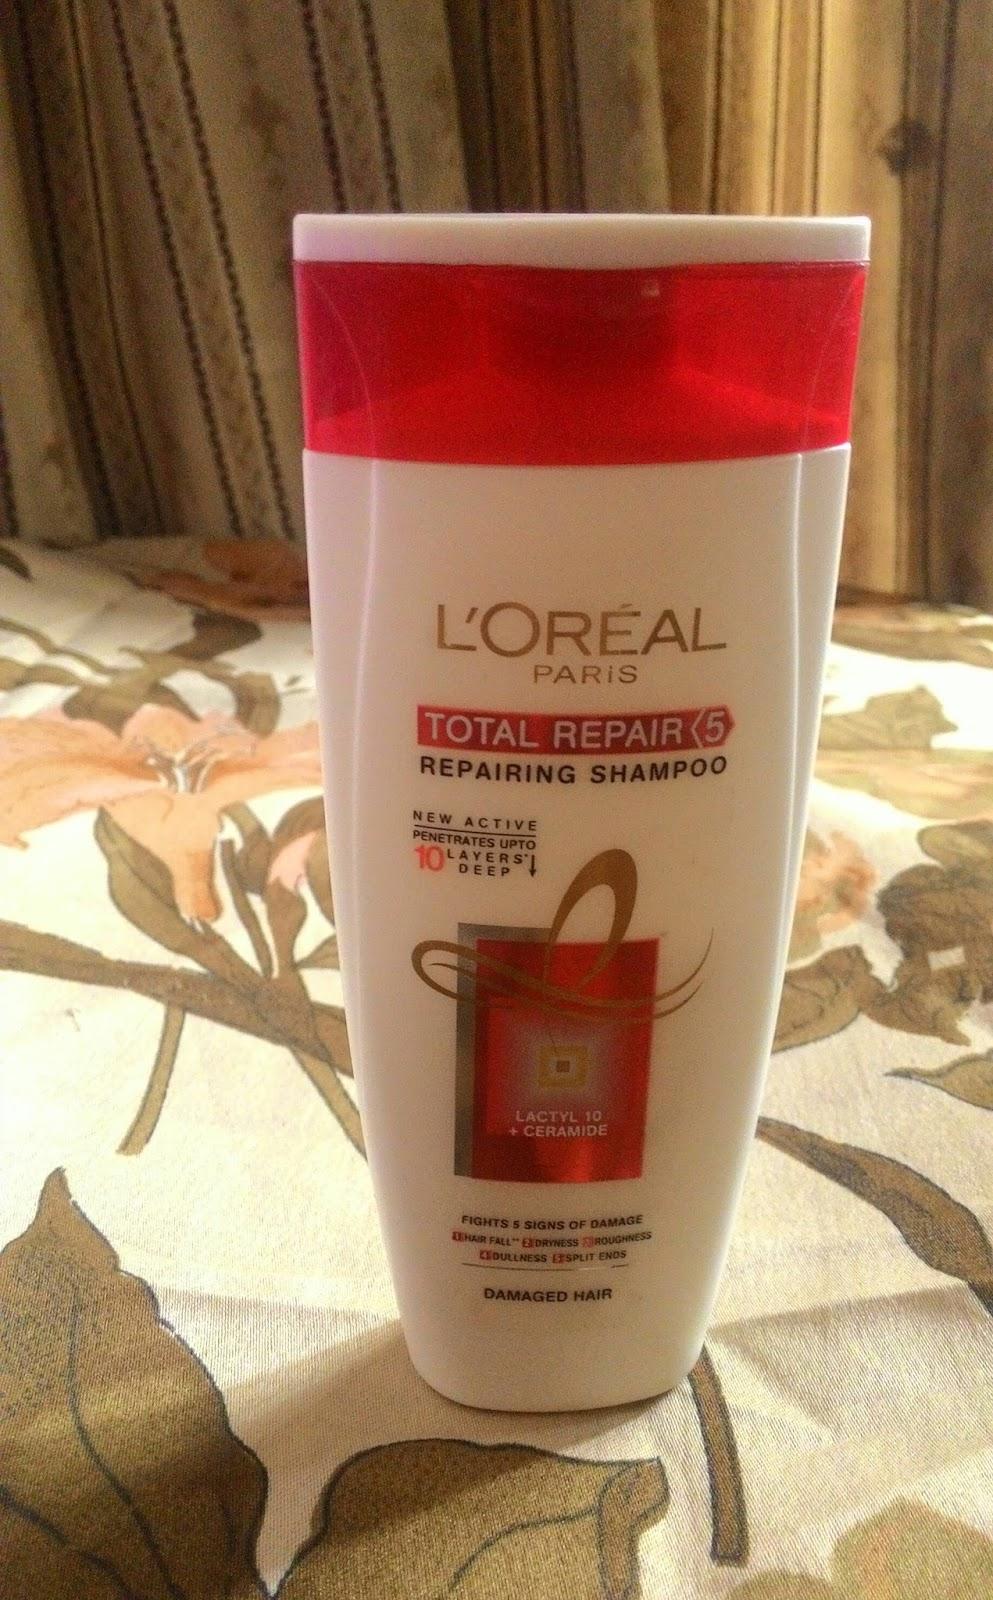 L'ORÉAL
PARiS
TOTAL REPAIR 5
REPAIRING SHAMPOO
NEW ACTIVE
PENETRATES UPTO
10 LAYERS*
DEEP
LACTYL 10
+ CERAMIDE
FIGHTS 5 SIGNS OF DAMAGE
1 HAIR FALL** 2 DRYNESS 3 ROUGHNESS
4 DULLNESS 5 SPLIT ENDS
DAMAGED HAIR